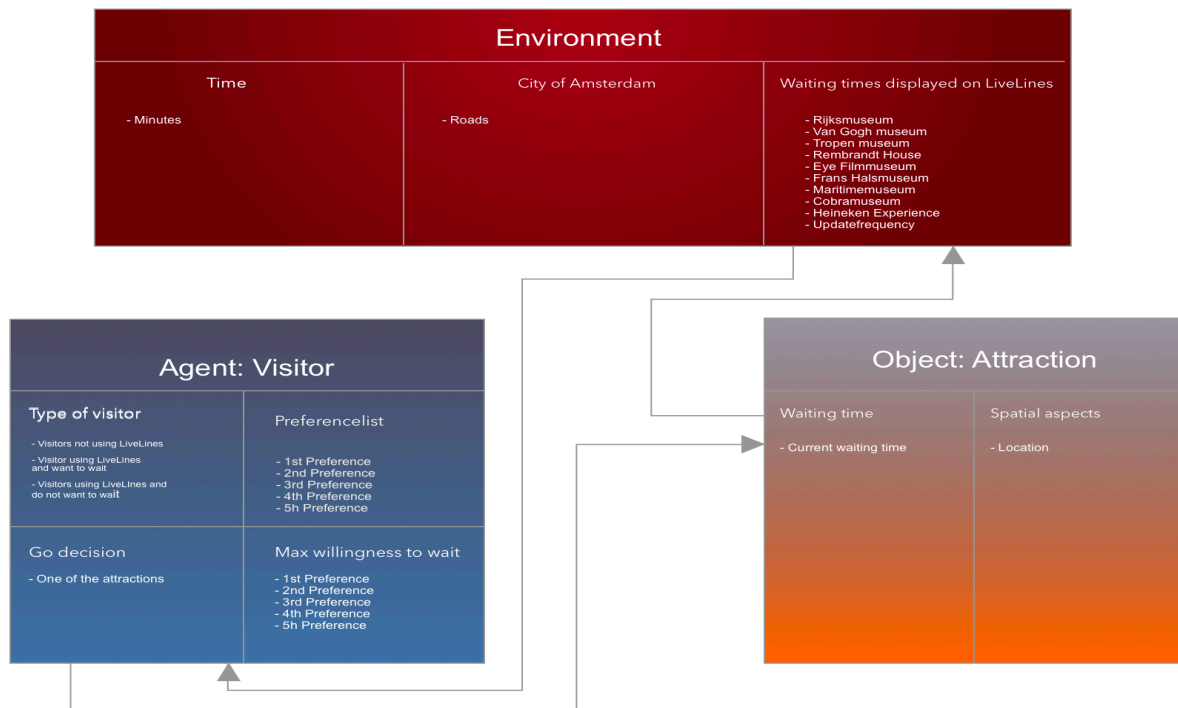 Environment
Time
- Minutes
City of Amsterdam
- Roads
Waiting times displayed on LiveLines
- Rijksmuseum
- Van Gogh museum
- Tropen museum
- Rembrandt House
- Eye Filmmuseum
- Frans Halsmuseum
- Maritimemuseum
- Cobramuseum
- Heineken Experience
- Updatefrequency
Agent: Visitor
Type of visitor
- Visitors not using LiveLines
- Visitor using LiveLines
and want to wait
- Visitors using LiveLInes and
do not want to wait
Preferencelist
- 1st Preference
- 2nd Preference
- 3rd Preference
- 4th Preference
- 5h Preference
Go decision
- One of the attractions
Max willingness to wait
- 1st Preference
- 2nd Preference
- 3rd Preference
- 4th Preference
- 5h Preference
Object: Attraction
Waiting time
- Current waiting time
Spatial aspects
- Location